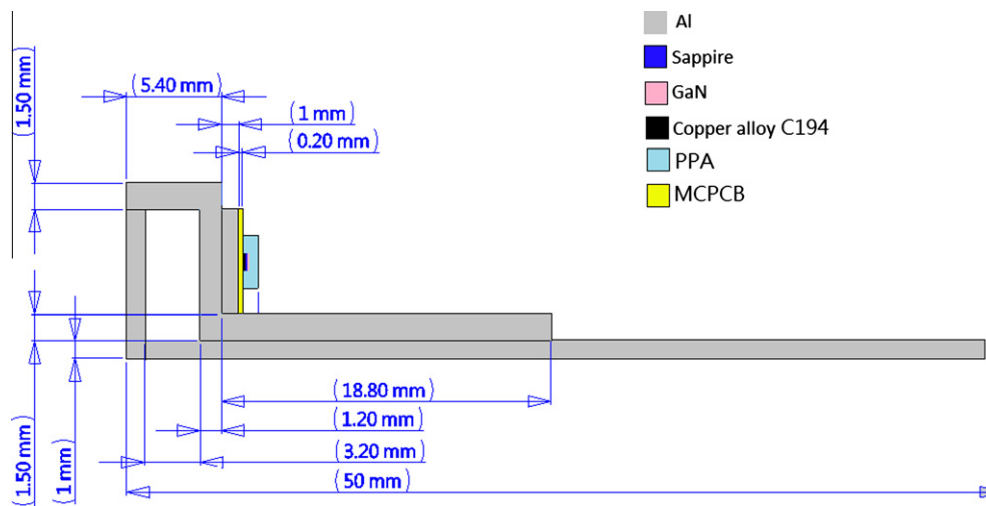 Al
(1.50 mm)
Sappire
(5.40 mm)
GaN
(1 mm)
Copper alloy C194
(0.20 mm)
PPA
MCPCB
(18.80 mm)
(1.20 mm)
(3.20 mm)
(1.50 mm)
(1 mm)
(50 mm)